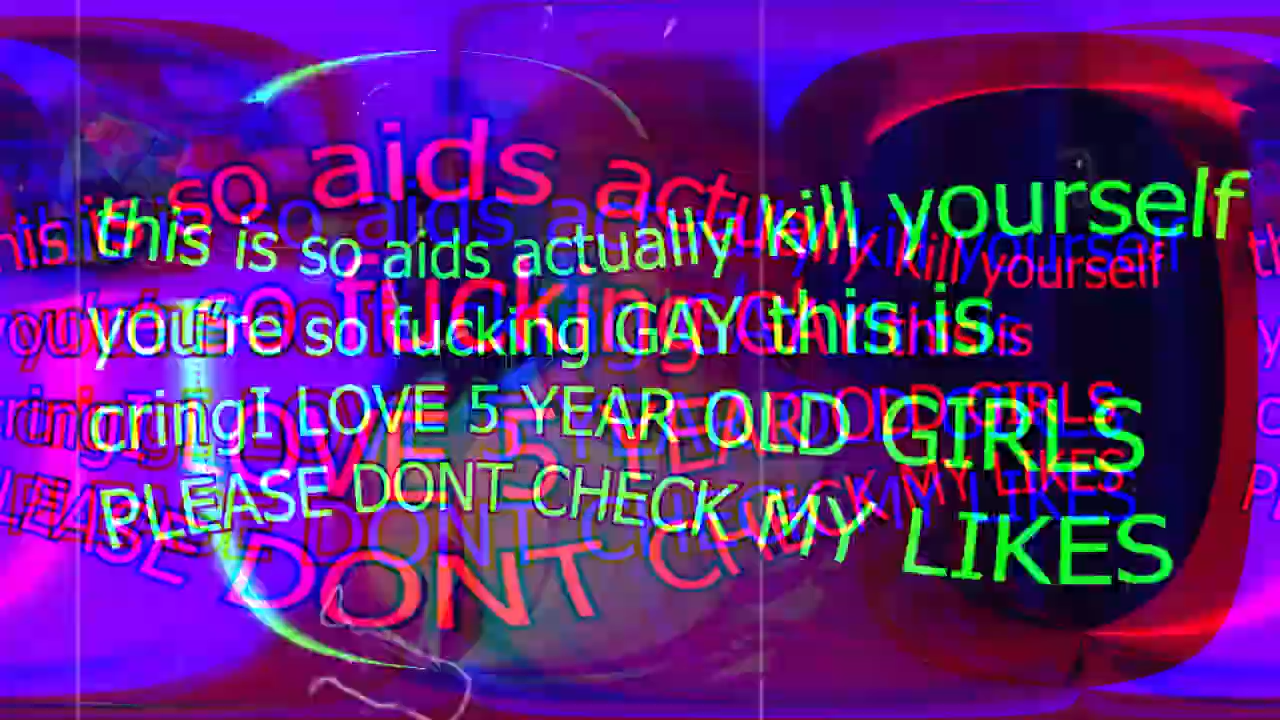 this is so aids actually kill yourself
you're so fucking GAY this is
cringI LOVE 5 YEAR OLD GIRLS
PLEASE DONT CHECK MY LIKES